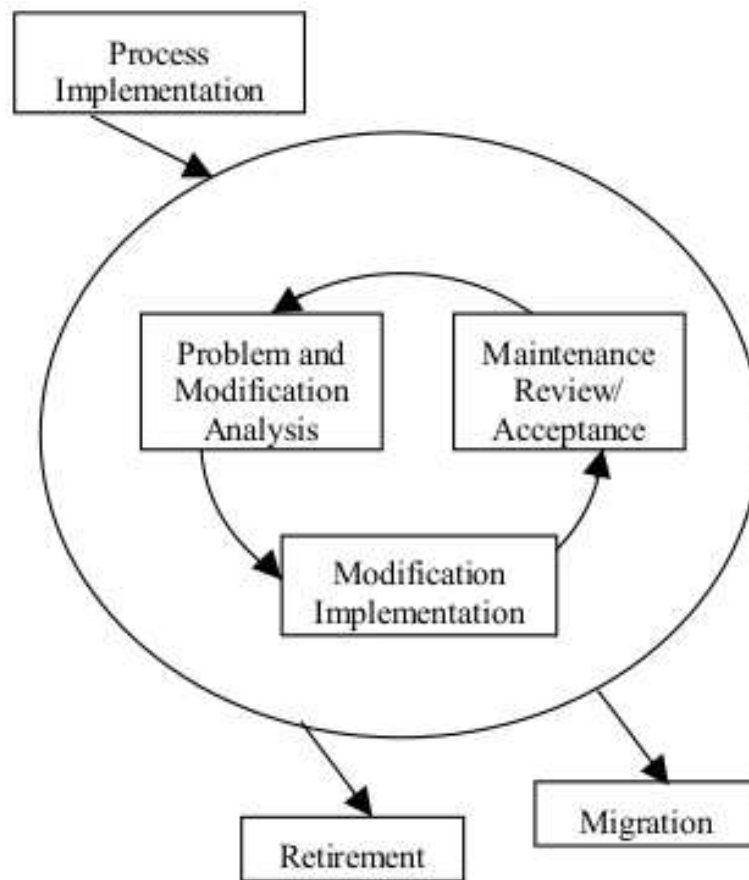 Process
Implementation
Problem and
Modification
Analysis
Maintenance
Review/
Acceptance
Modification
Implementation
Retirement
Migration